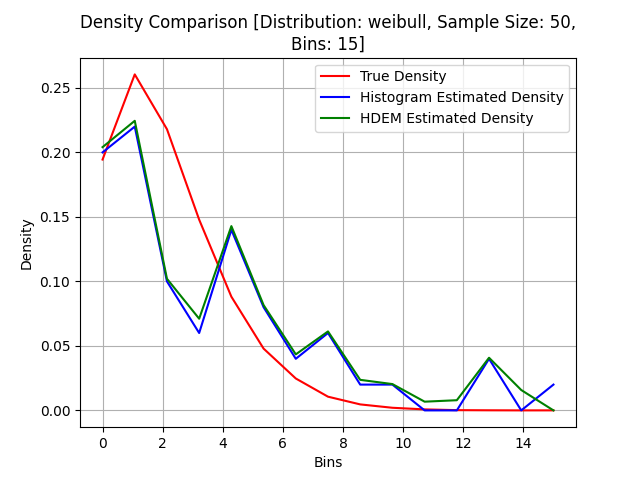 Density Comparison [Distribution: weibull, Sample Size: 50,
Bins: 15]
True Density
Histogram Estimated Density
HDEM Estimated Density
Density
0.25
0.20
0.15
0.10
0.05
0.00
0 2 4 6 8 10 12 14
Bins